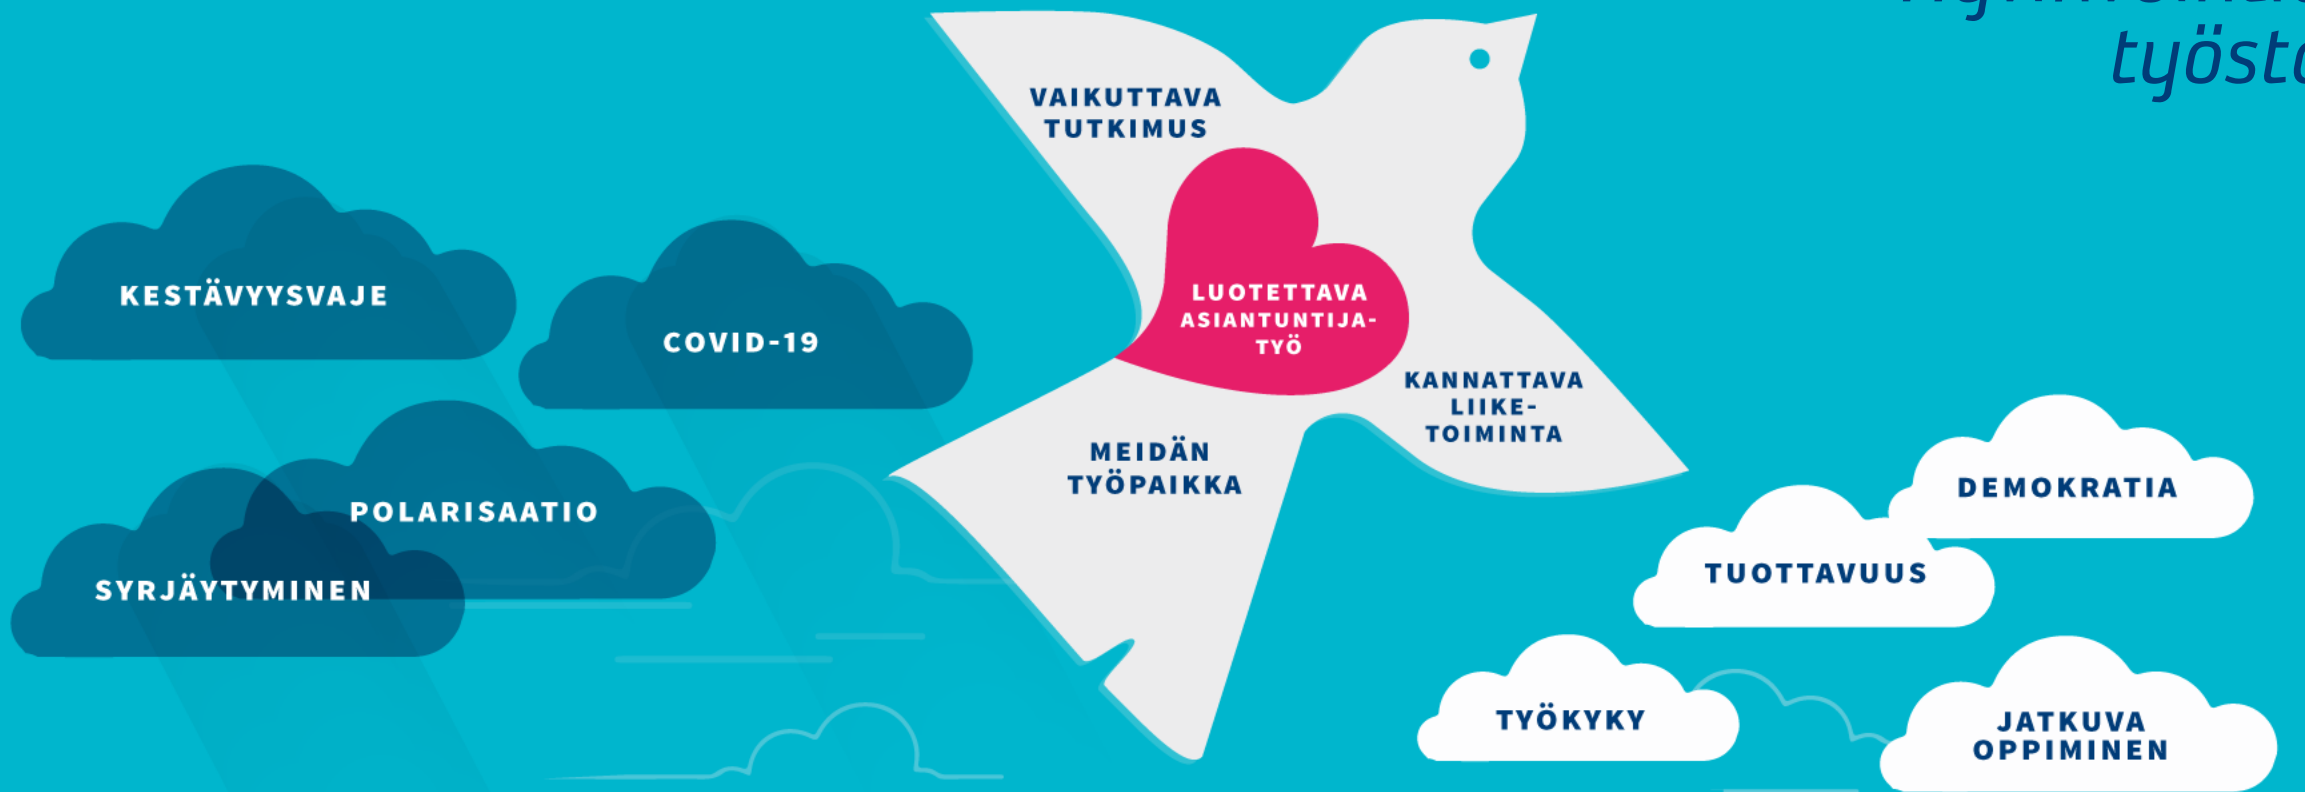 työst
VAIKUTTAVA
TUTKIMUS
KESTÄVYYSVAJE
COVID-19
LUOTETTAVA
ASIANTUNTIJA-
TYÖ
KANNATTAVA
LIIKE-
TOIMINTA
MEIDÄN
TYÖPAIKKA
POLARISAATIO
SYRJÄYTYMINEN
DEMOKRATIA
TUOTTAVUUS
TYÖKYKY
JATKUVA
OPPIMINEN